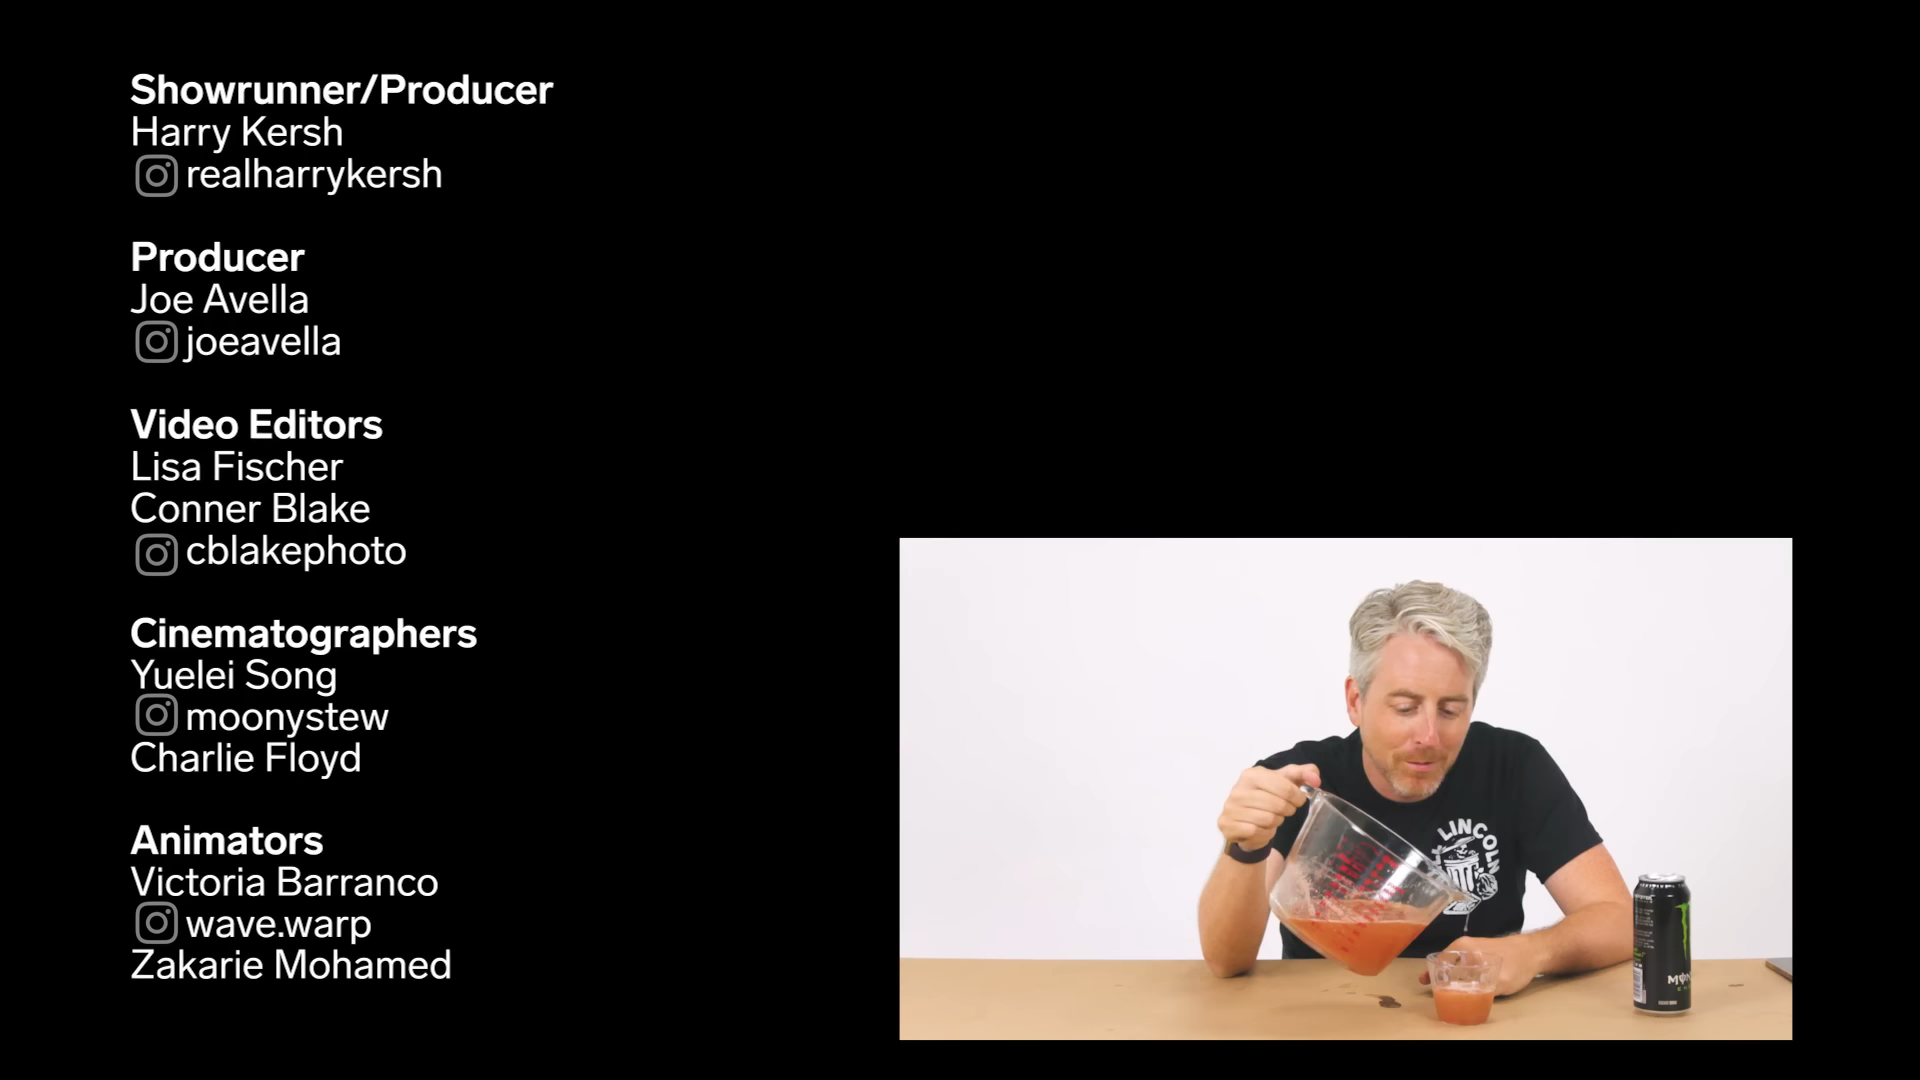 Showrunner/Producer
Harry Kersh
realharrykersh
Producer
Joe Avella
joeavella
Video Editors
Lisa Fischer
Conner Blake
cblakephoto
Cinematographers
Yuelei Song
moonystew
Charlie Floyd
Animators
Victoria Barranco
wave.warp
Zakarie Mohamed
LINCOLN